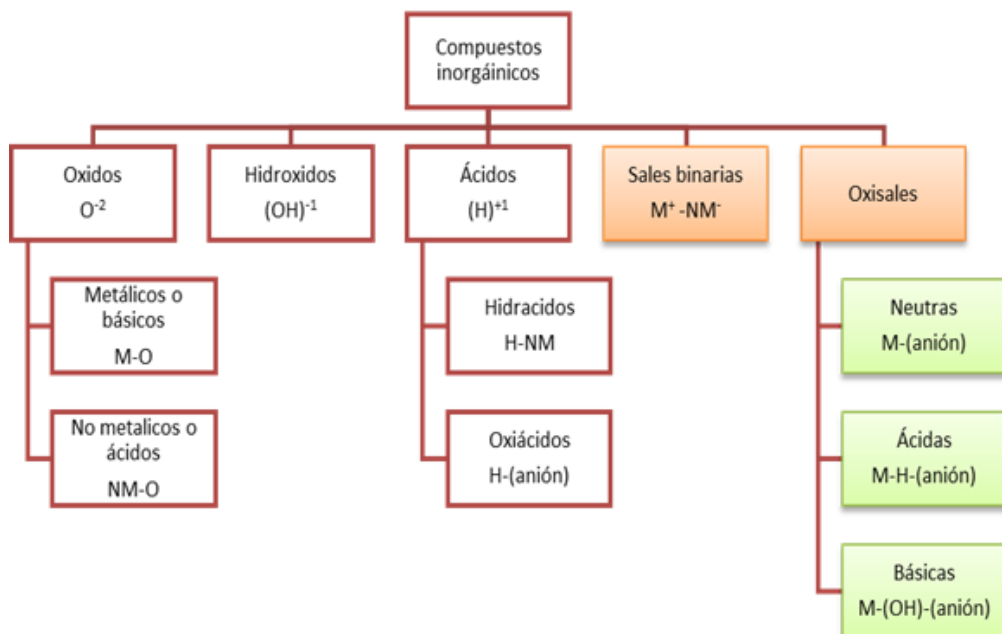 Compuestos
inorgáinicos
Oxidos
O⁻²
Hidroxidos
(OH)⁻¹
Ácidos
(H)⁺¹
Sales binarias
M⁺ -NM⁻
Oxisales
Metálicos o
básicos
M-O
Hidracidos
H-NM
Neutras
M-(anión)
No metalicos o
ácidos
NM-O
Oxiácidos
H-(anión)
Ácidas
M-H-(anión)
Básicas
M-(OH)-(anión)